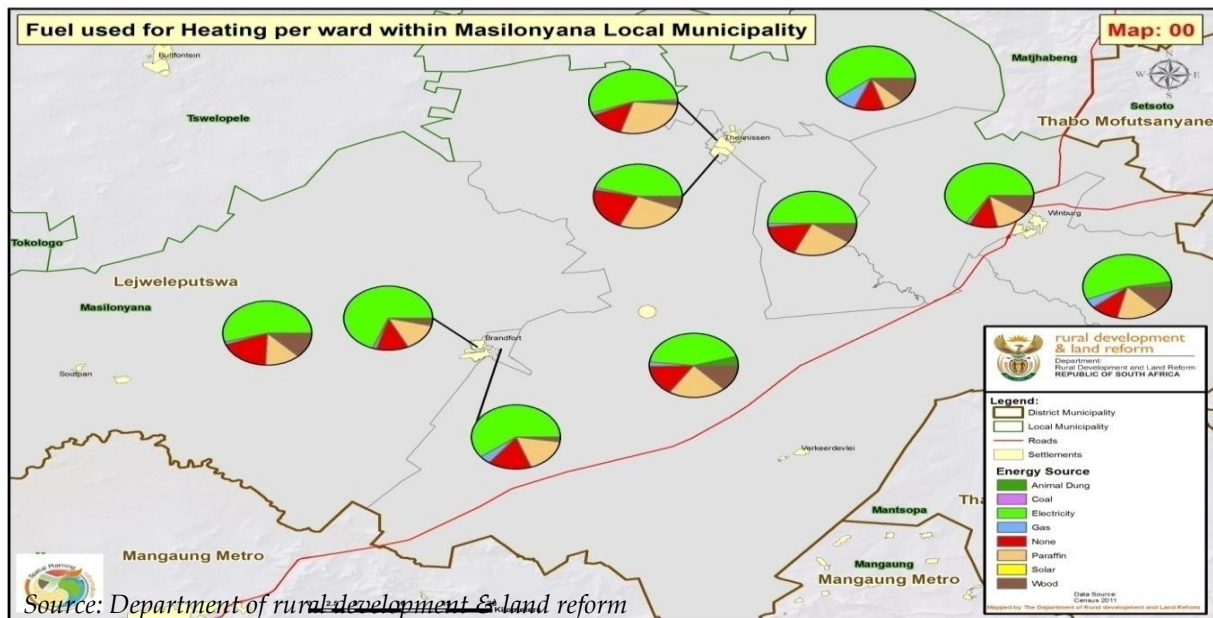 Fuel used for Heating per ward within Masilonyana Local Municipality
Map: 00
Bultfontein
Matjhabeng
N
W E
S
Tswelopele
Setsoto
Thabo Mofutsanyane
Theunissen
Winburg
Tokologo
Lejweleputswa
Masilonyana
Brandfort
Soutpan
Verkeerdevlei
Mantsopa
Mangaung
Mangaung Metro
Mangaung Metro
rural development
& land reform
Department:
Rural Development and Land Reform
REPUBLIC OF SOUTH AFRICA
Legend:
District Municipality
Local Municipality
Roads
Settlements
Energy Source
Animal Dung
Coal
Electricity
Gas
None
Paraffin
Solar
Wood
Data Source:
Census 2011
Mapped by The Department of Rural development and Land Reform
Source: Department of rural development & land reform